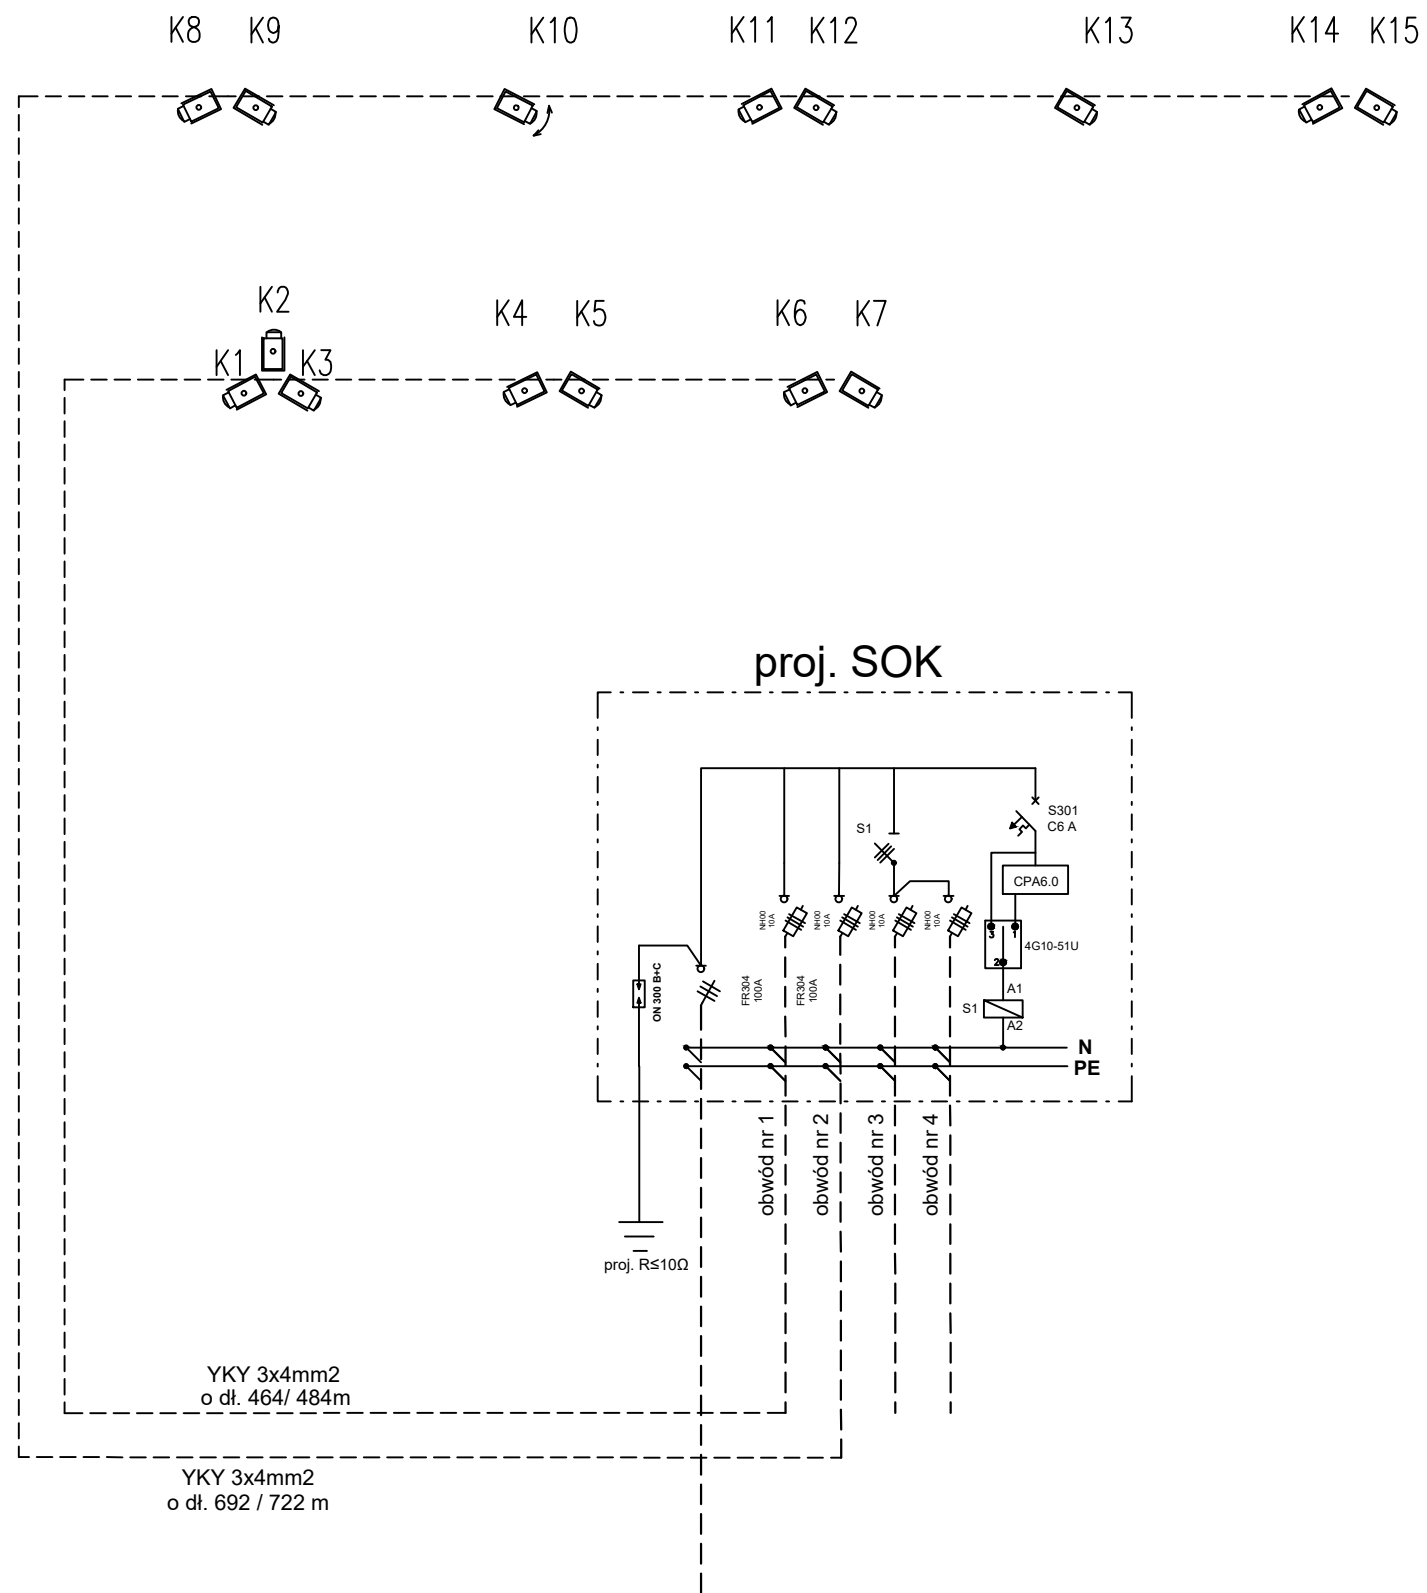 K8 K9 K10 K11 K12 K13 K14 K15
K2
K4 K5 K6 K7
K1 K3
proj. SOK
S301
C6 A
S1
CPA6.0
NH00
10A
NH00
10A
NH00
10A
NH00
10A
3 1
2
4G10-51U
ON 300 B+C
FR304
100A
FR304
100A
A1
S1
A2
N
PE
obwód nr 1
obwód nr 2
obwód nr 3
obwód nr 4
proj. R≤10Ω
YKY 3x4mm2
o dł. 464/ 484m
YKY 3x4mm2
o dł. 692 / 722 m